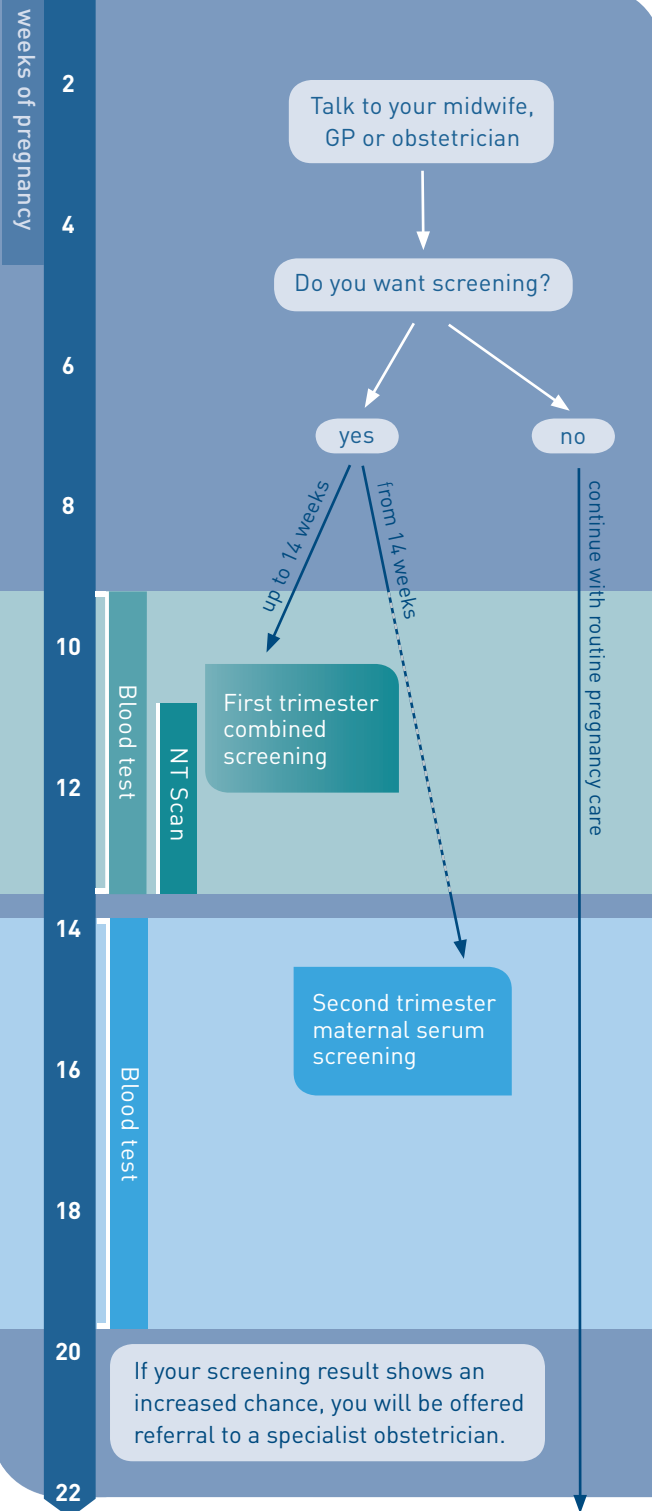 weeks of pregnancy
2
Talk to your midwife,
GP or obstetrician
4
Do you want screening?
6
yes
no
8
up to 14 weeks
from 14 weeks
continue with routine pregnancy care
10
Blood test
NT Scan
First trimester
combined
screening
12
14
Second trimester
maternal serum
screening
16
Blood test
18
20
If your screening result shows an
increased chance, you will be offered
referral to a specialist obstetrician.
22